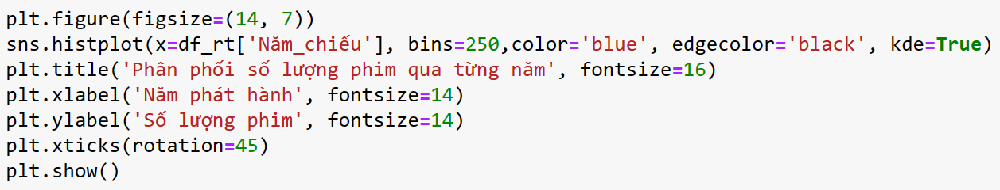 plt.figure(figsize=(14, 7))
sns.histplot(x=df_rt['Năm_chiếu'], bins=250,color='blue', edgecolor='black', kde=True)
plt.title('Phân phối số lượng phim qua từng năm', fontsize=16)
plt.xlabel('Năm phát hành', fontsize=14)
plt.ylabel('Số lượng phim', fontsize=14)
plt.xticks(rotation=45)
plt.show()